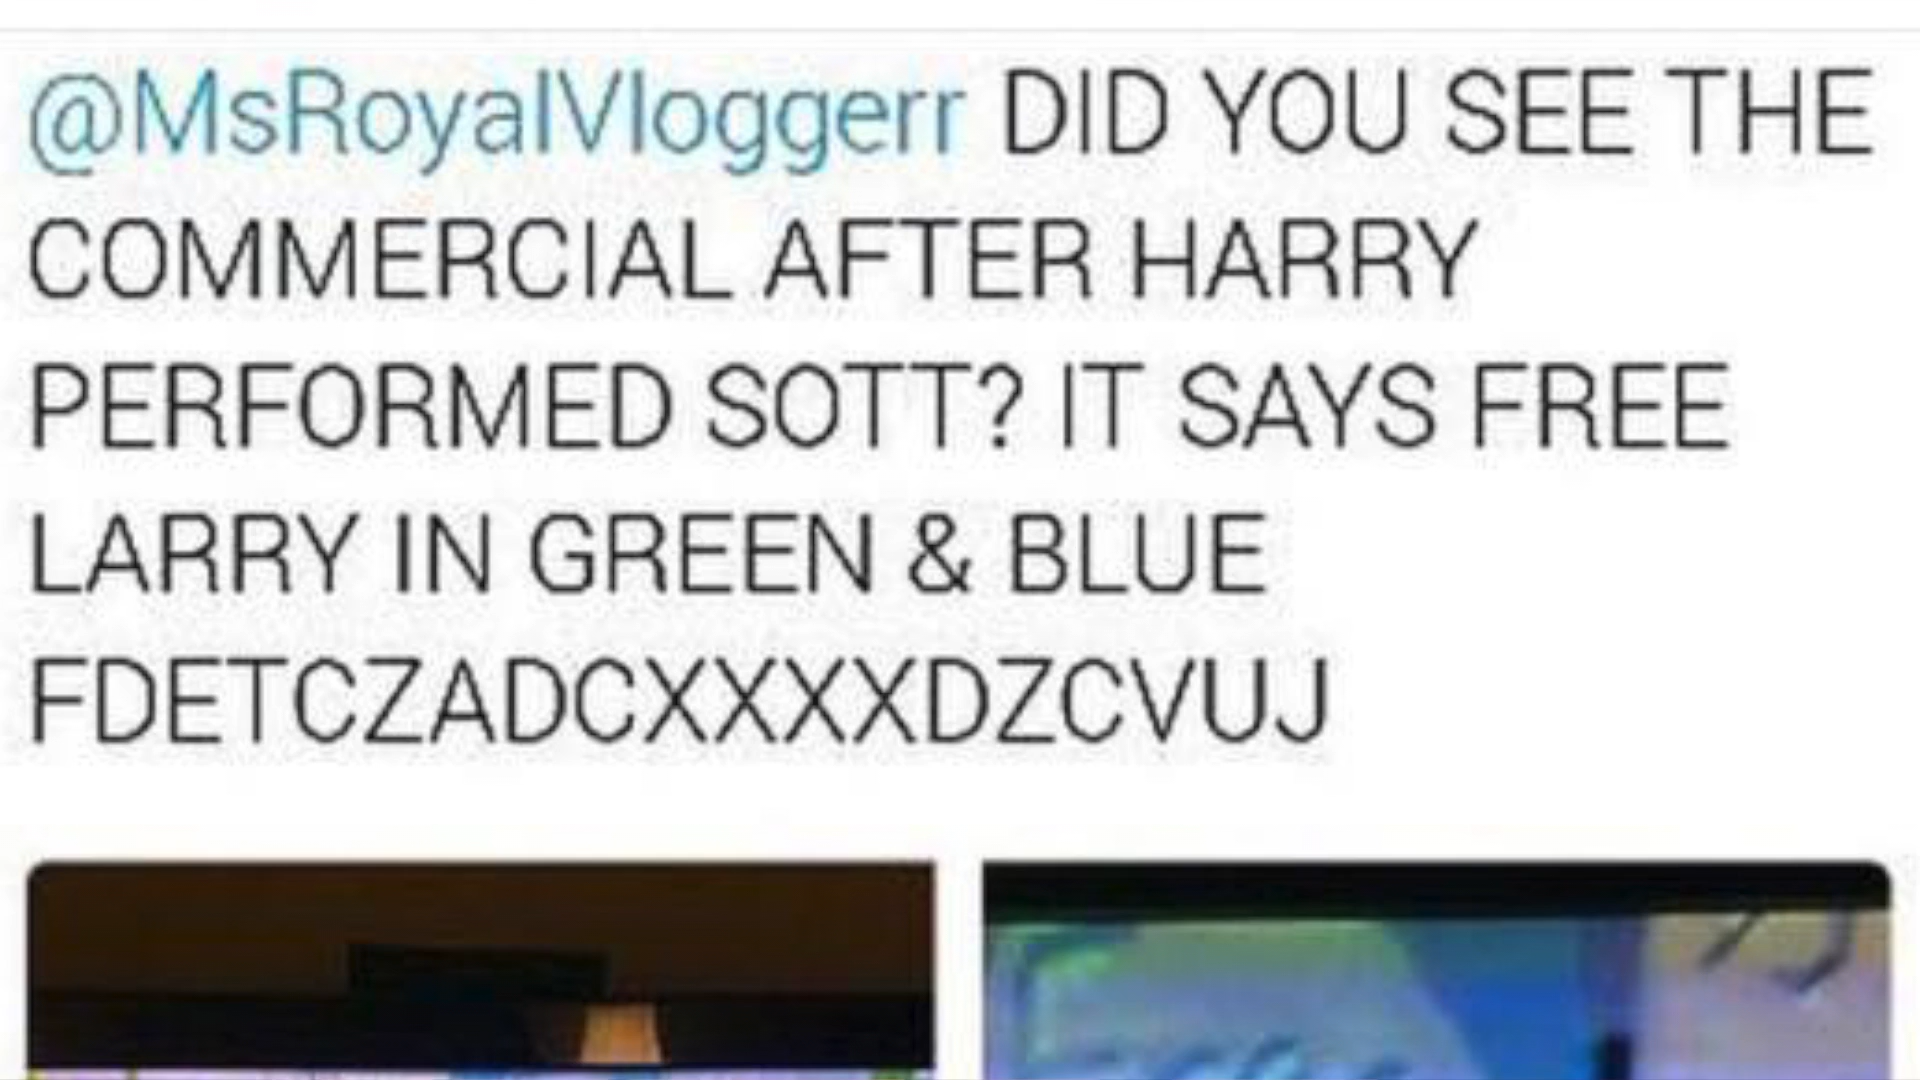 @MsRoyalVloggerr DID YOU SEE THE
COMMERCIAL AFTER HARRY
PERFORMED SOTT? IT SAYS FREE
LARRY IN GREEN & BLUE
FDETCZADCXXXXDZCVUJ